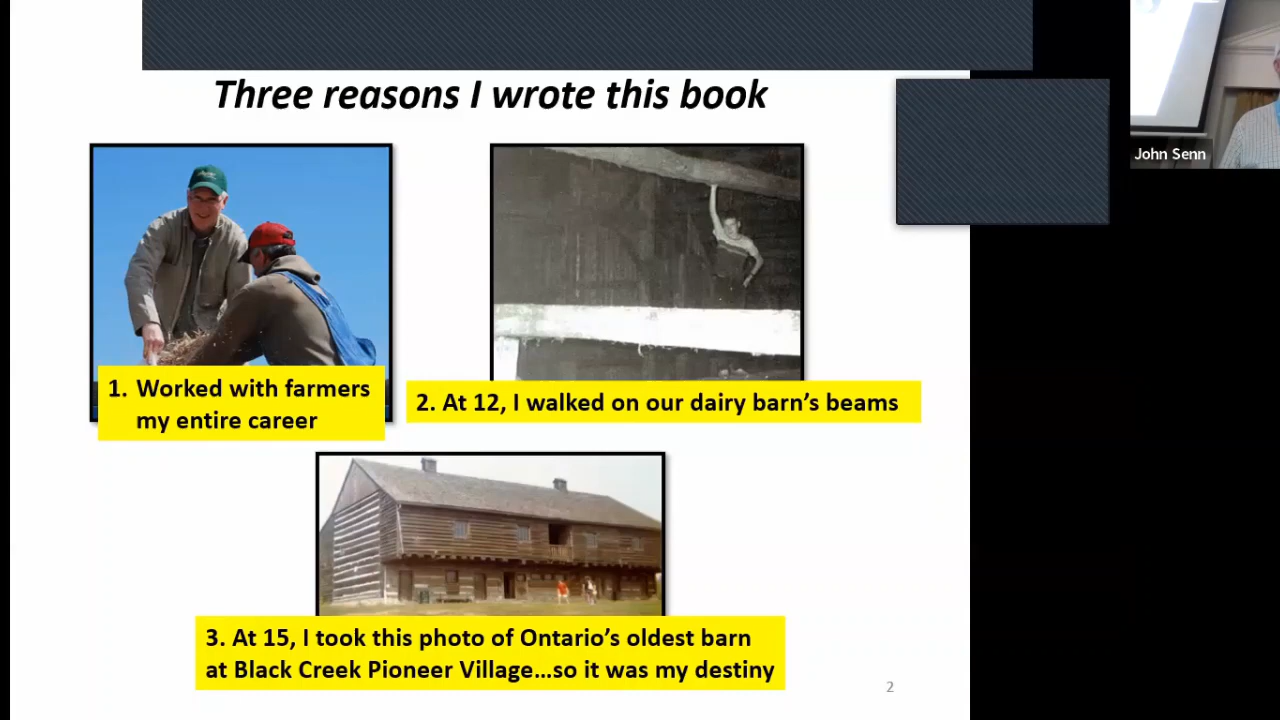 Three reasons I wrote this book
John Senn
1. Worked with farmers
my entire career
2. At 12, I walked on our dairy barn’s beams
3. At 15, I took this photo of Ontario’s oldest barn
at Black Creek Pioneer Village…so it was my destiny
2